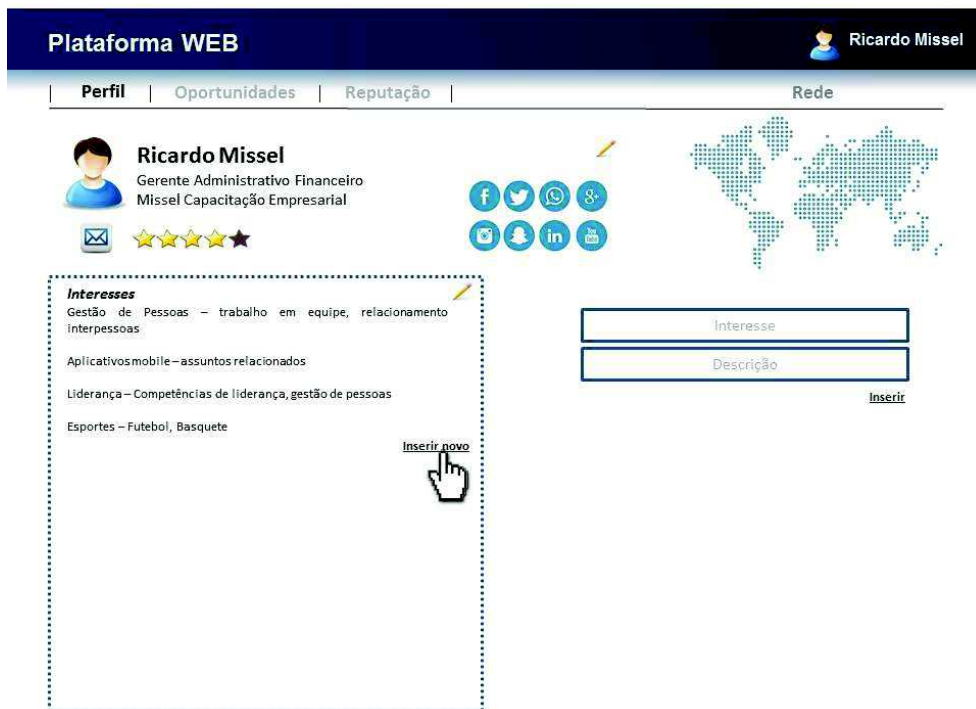 Plataforma WEB
Ricardo Missel
Perfil | Oportunidades | Reputação |
Rede
Ricardo Missel
Gerente Administrativo Financeiro
Missel Capacitação Empresarial
Interesses
Gestão de Pessoas – trabalho em equipe, relacionamento
interpessoas
Aplicativos mobile – assuntos relacionados
Liderança – Competências de liderança, gestão de pessoas
Esportes – Futebol, Basquete
Inserir novo
Interesse
Descrição
Inserir